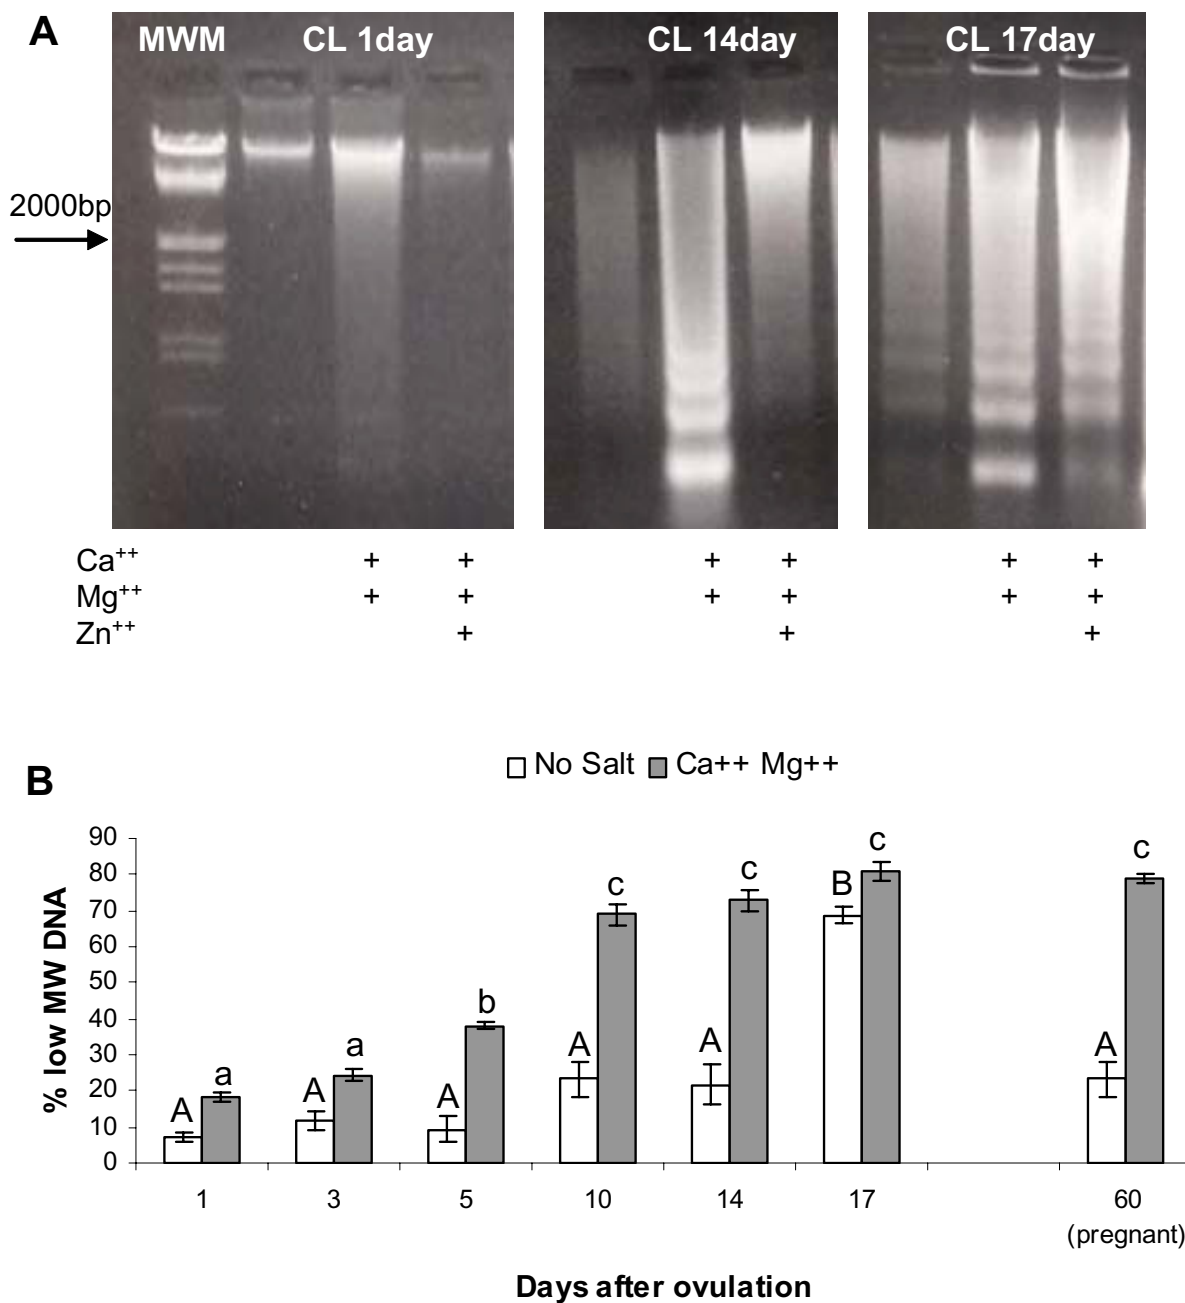 A
MWM CL 1day CL 14day CL 17day
2000bp
Ca++ + + + + + +
Mg++ + + + + + +
Zn++ + + +
B
No Salt Ca++ Mg++
% low MW DNA
90
80
70
60
50
40
30
20
10
0
A a A a A b A c A c B c A c
1 3 5 10 14 17 60
(pregnant)
Days after ovulation